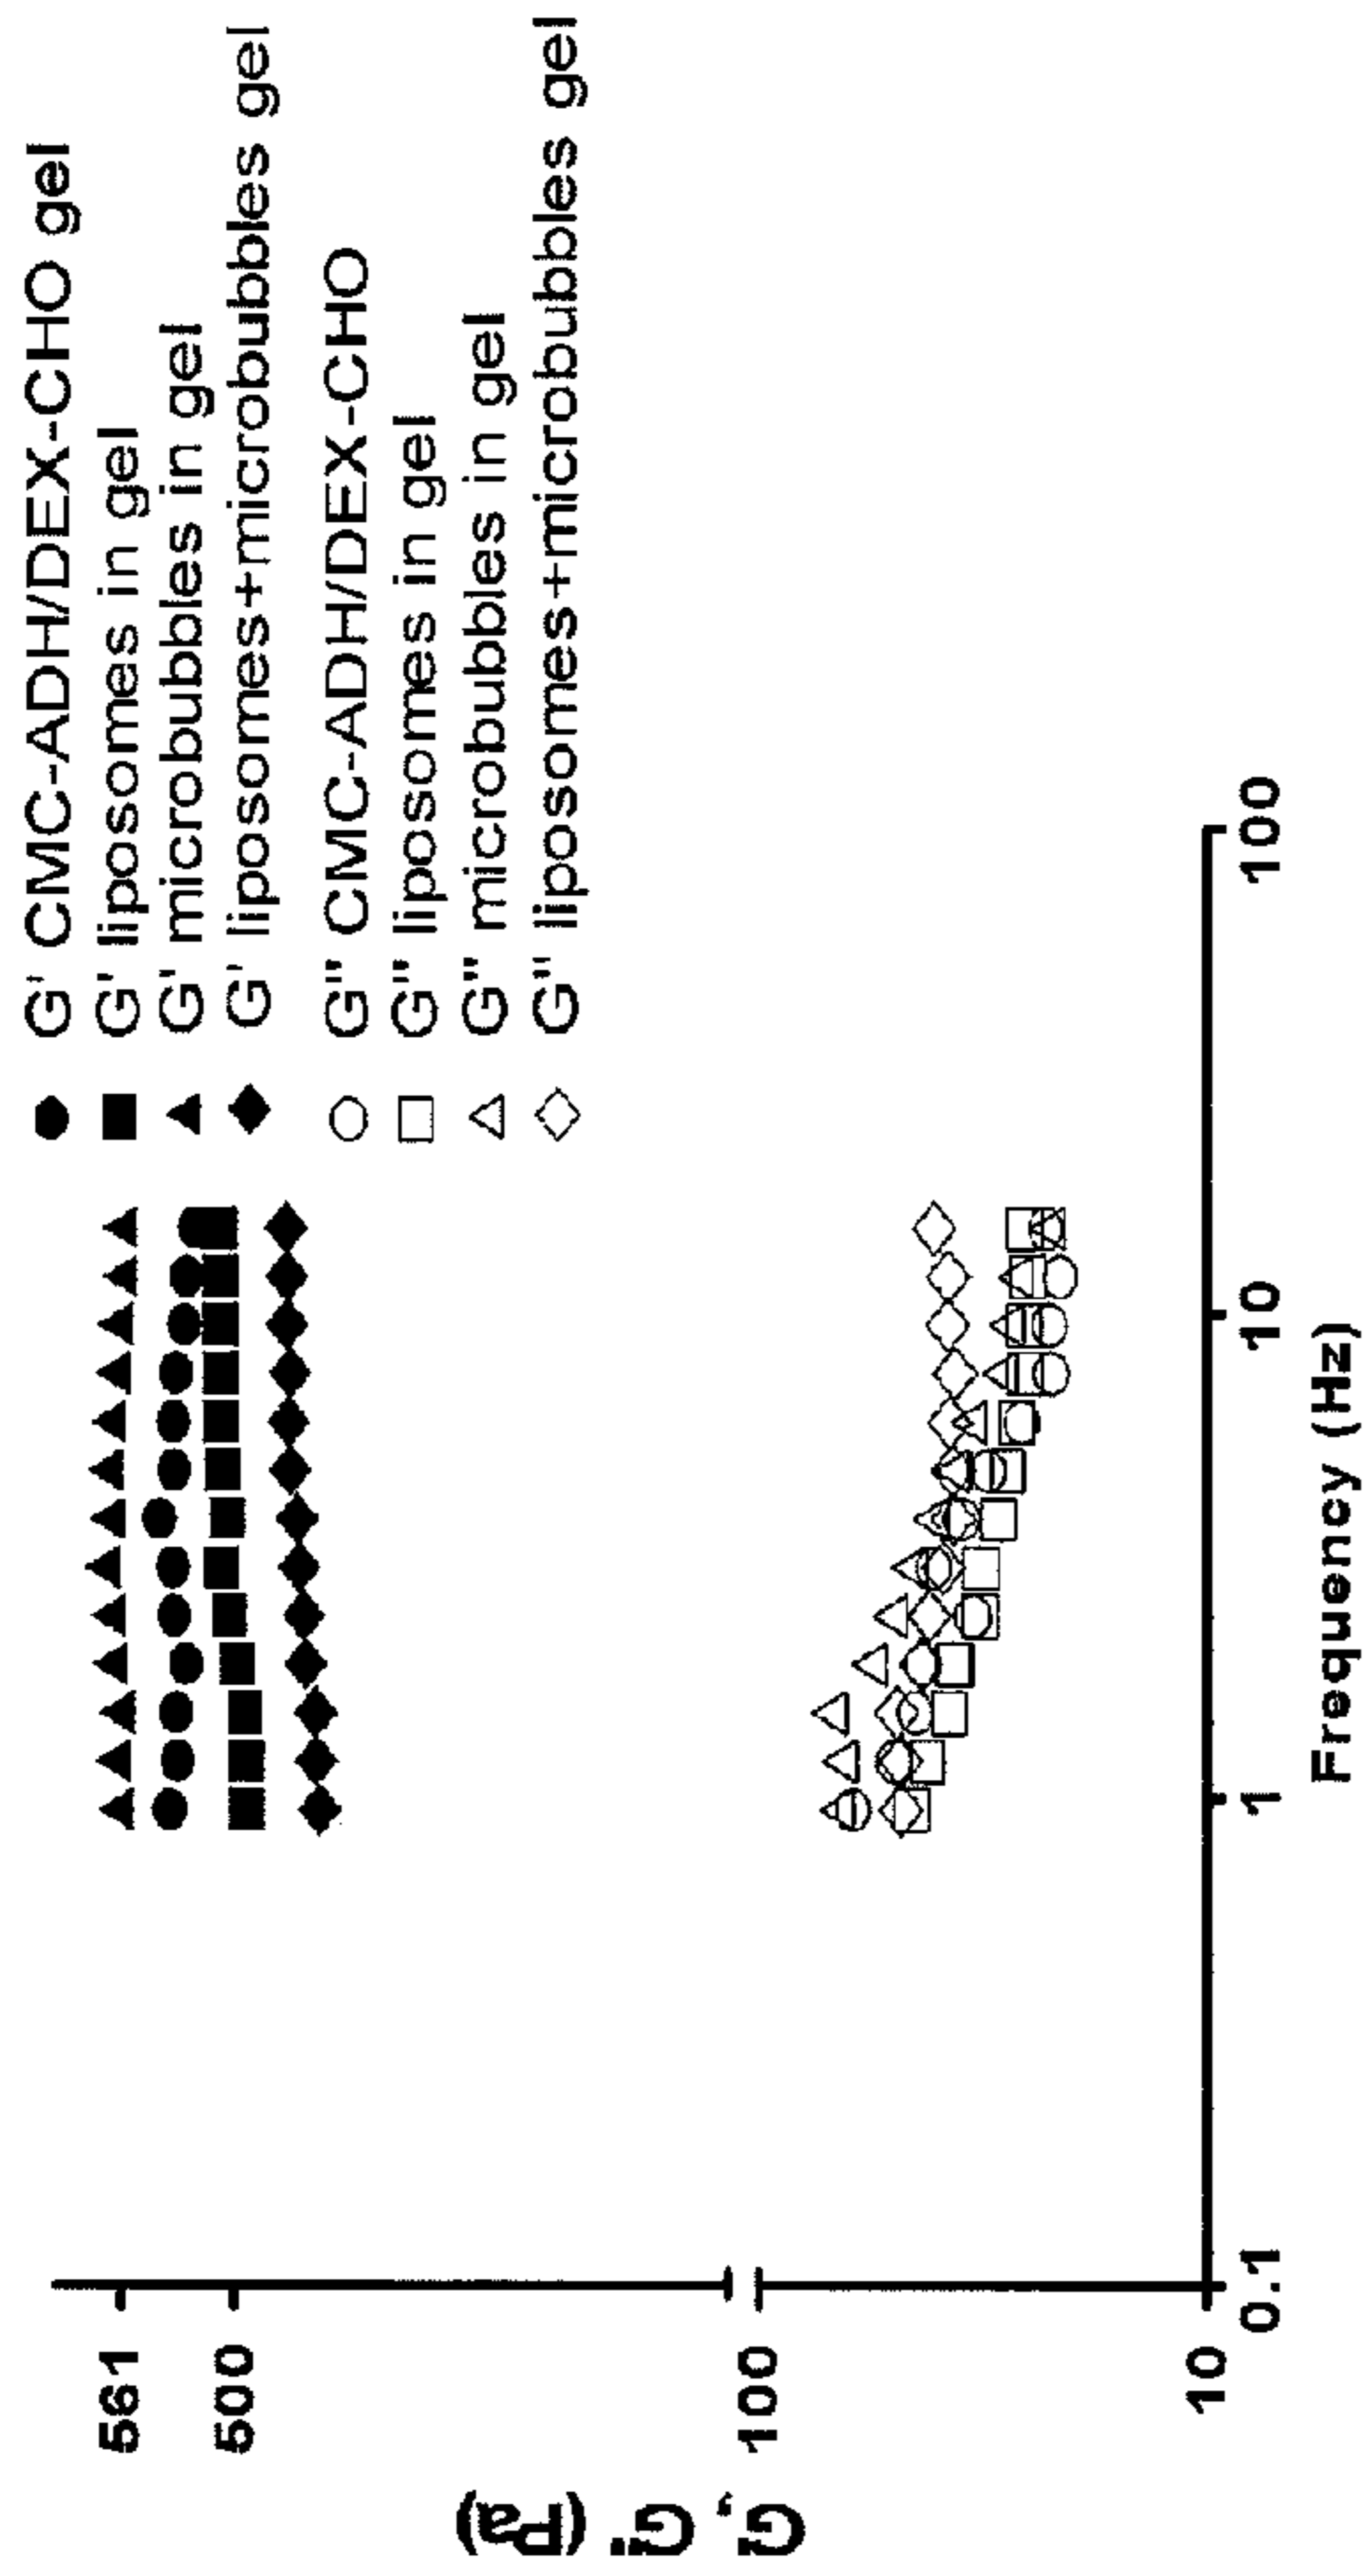 G' CMC-ADH/DEX-CHO gel
G' liposomes in gel
G' microbubbles in gel
G' liposomes+microbubbles gel
G'' CMC-ADH/DEX-CHO
G'' liposomes in gel
G'' microbubbles in gel
G'' liposomes+microbubbles gel
G', G'' (Pa)
561
500
100
10
0.1
1
10
100
Frequency (Hz)